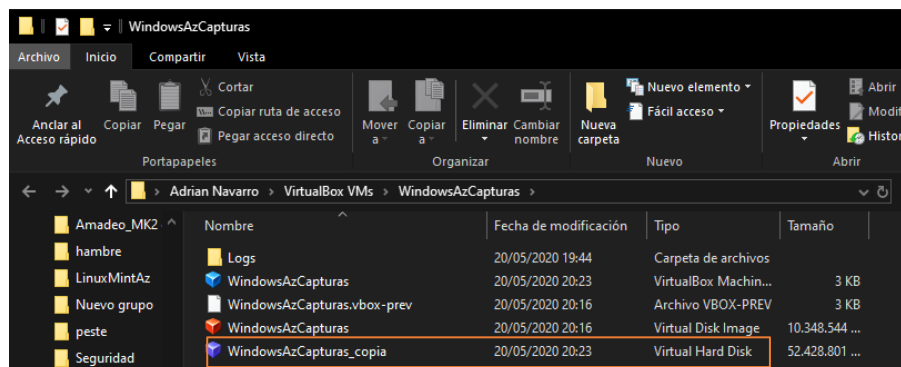 WindowsAzCapturas
Archivo Inicio Compartir Vista
Anclar al Acceso rápido
Copiar
Pegar
Cortar
Copiar ruta de acceso
Pegar acceso directo
Portapapeles
Mover a
Copiar a
Eliminar
Cambiar nombre
Organizar
Nueva carpeta
Nuevo elemento
Fácil acceso
Nuevo
Propiedades
Abrir
Modif
Histor
Abrir
Adrian Navarro > VirtualBox VMs > WindowsAzCapturas >
Amadeo_MK2
hambre
LinuxMintAz
Nuevo grupo
peste
Seguridad
Nombre Fecha de modificación Tipo Tamaño
Logs 20/05/2020 19:44 Carpeta de archivos
WindowsAzCapturas 20/05/2020 20:23 VirtualBox Machin... 3 KB
WindowsAzCapturas.vbox-prev 20/05/2020 20:16 Archivo VBOX-PREV 3 KB
WindowsAzCapturas 20/05/2020 20:16 Virtual Disk Image 10.348.544 ...
WindowsAzCapturas_copia 20/05/2020 20:23 Virtual Hard Disk 52.428.801 ...